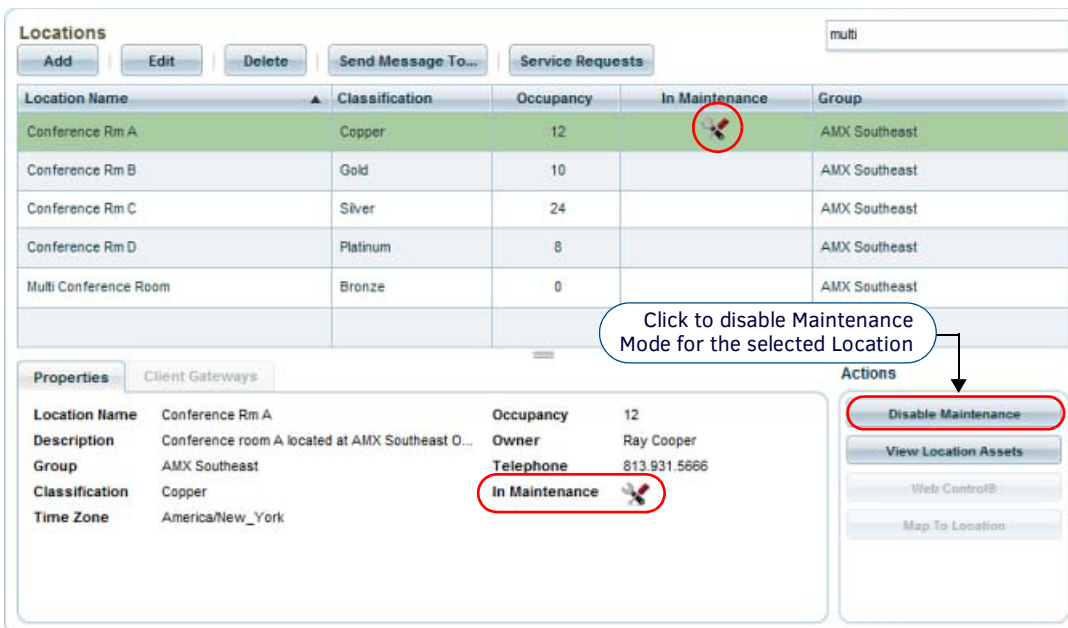 Locations
multi
Add Edit Delete Send Message To... Service Requests
Location Name Classification Occupancy In Maintenance Group
Conference Rm A Copper 12 AMX Southeast
Conference Rm B Gold 10 AMX Southeast
Conference Rm C Silver 24 AMX Southeast
Conference Rm D Platinum 8 AMX Southeast
Multi Conference Room Bronze 0 AMX Southeast
Click to disable Maintenance
Mode for the selected Location
Properties Client Gateways
Location Name Conference Rm A
Description Conference room A located at AMX Southeast O...
Group AMX Southeast
Classification Copper
Time Zone America/New_York
Occupancy 12
Owner Ray Cooper
Telephone 813.931.5666
In Maintenance
Actions
Disable Maintenance
View Location Assets
Web Control®
Map To Location